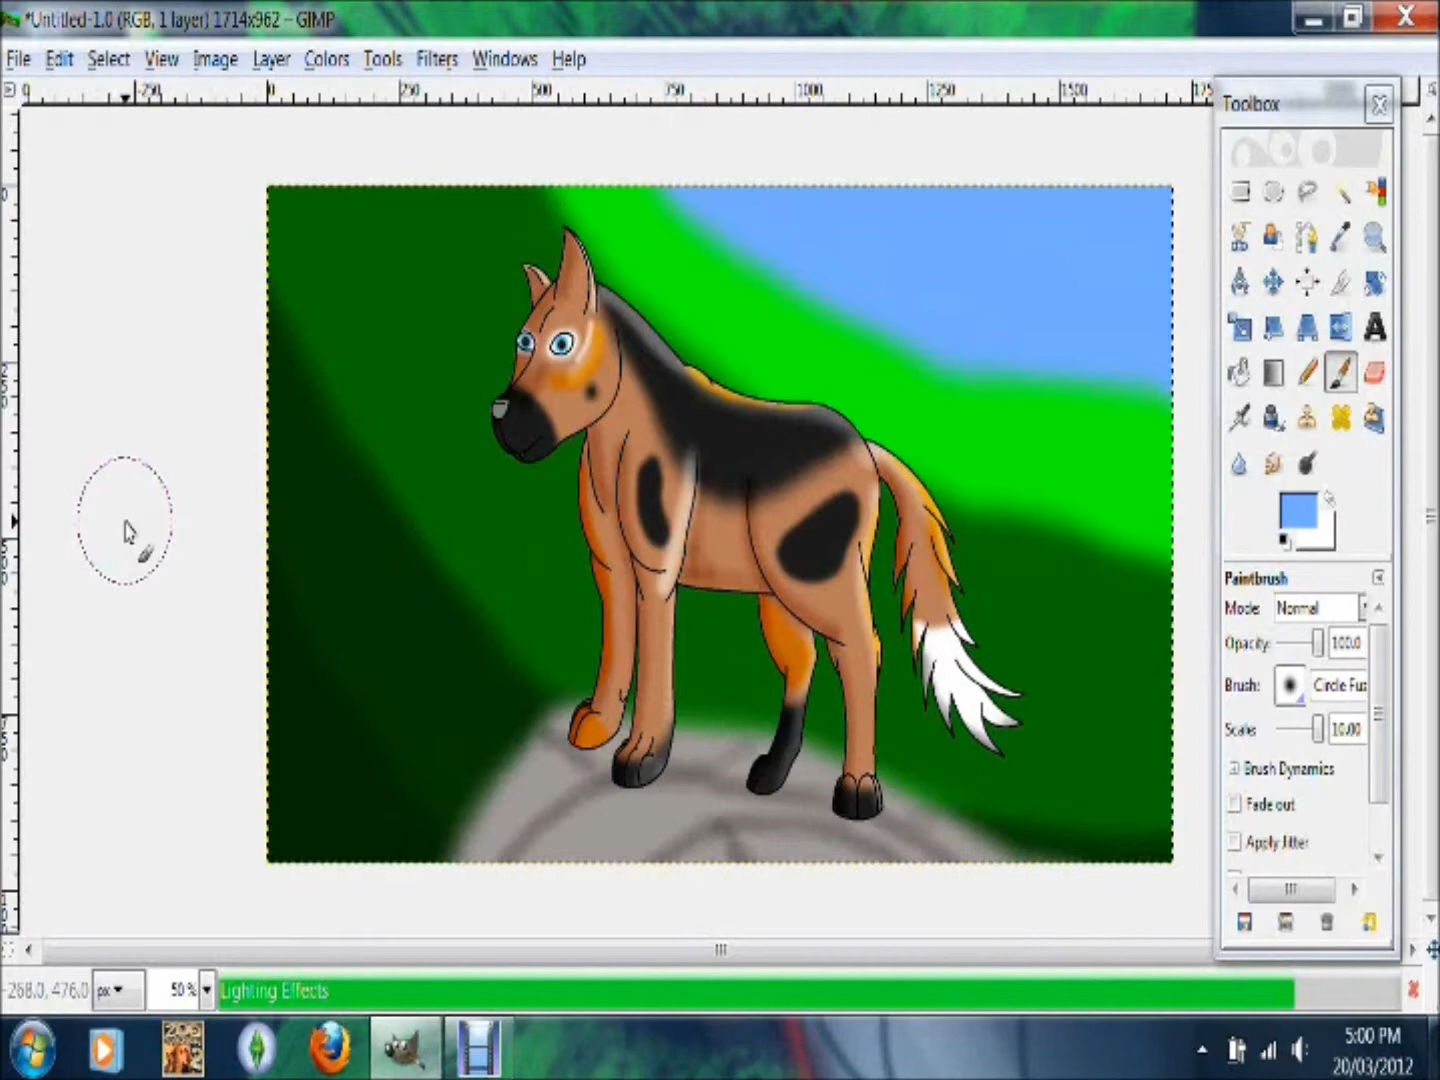 *Untitled-1.0 (RGB, 1 layer) 1714x962 – GIMP
File Edit Select View Image Layer Colors Tools Filters Windows Help
0 -250 0 250 500 750 1000 1250 1500
Toolbox
Paintbrush
Mode: Normal
Opacity: 100.0
Brush: Circle Fuz
Scale: 10.00
Brush Dynamics
Fade out
Apply Jitter
-268.0, 476.0 px 50 % Lighting Effects
5:00 PM
20/03/2012